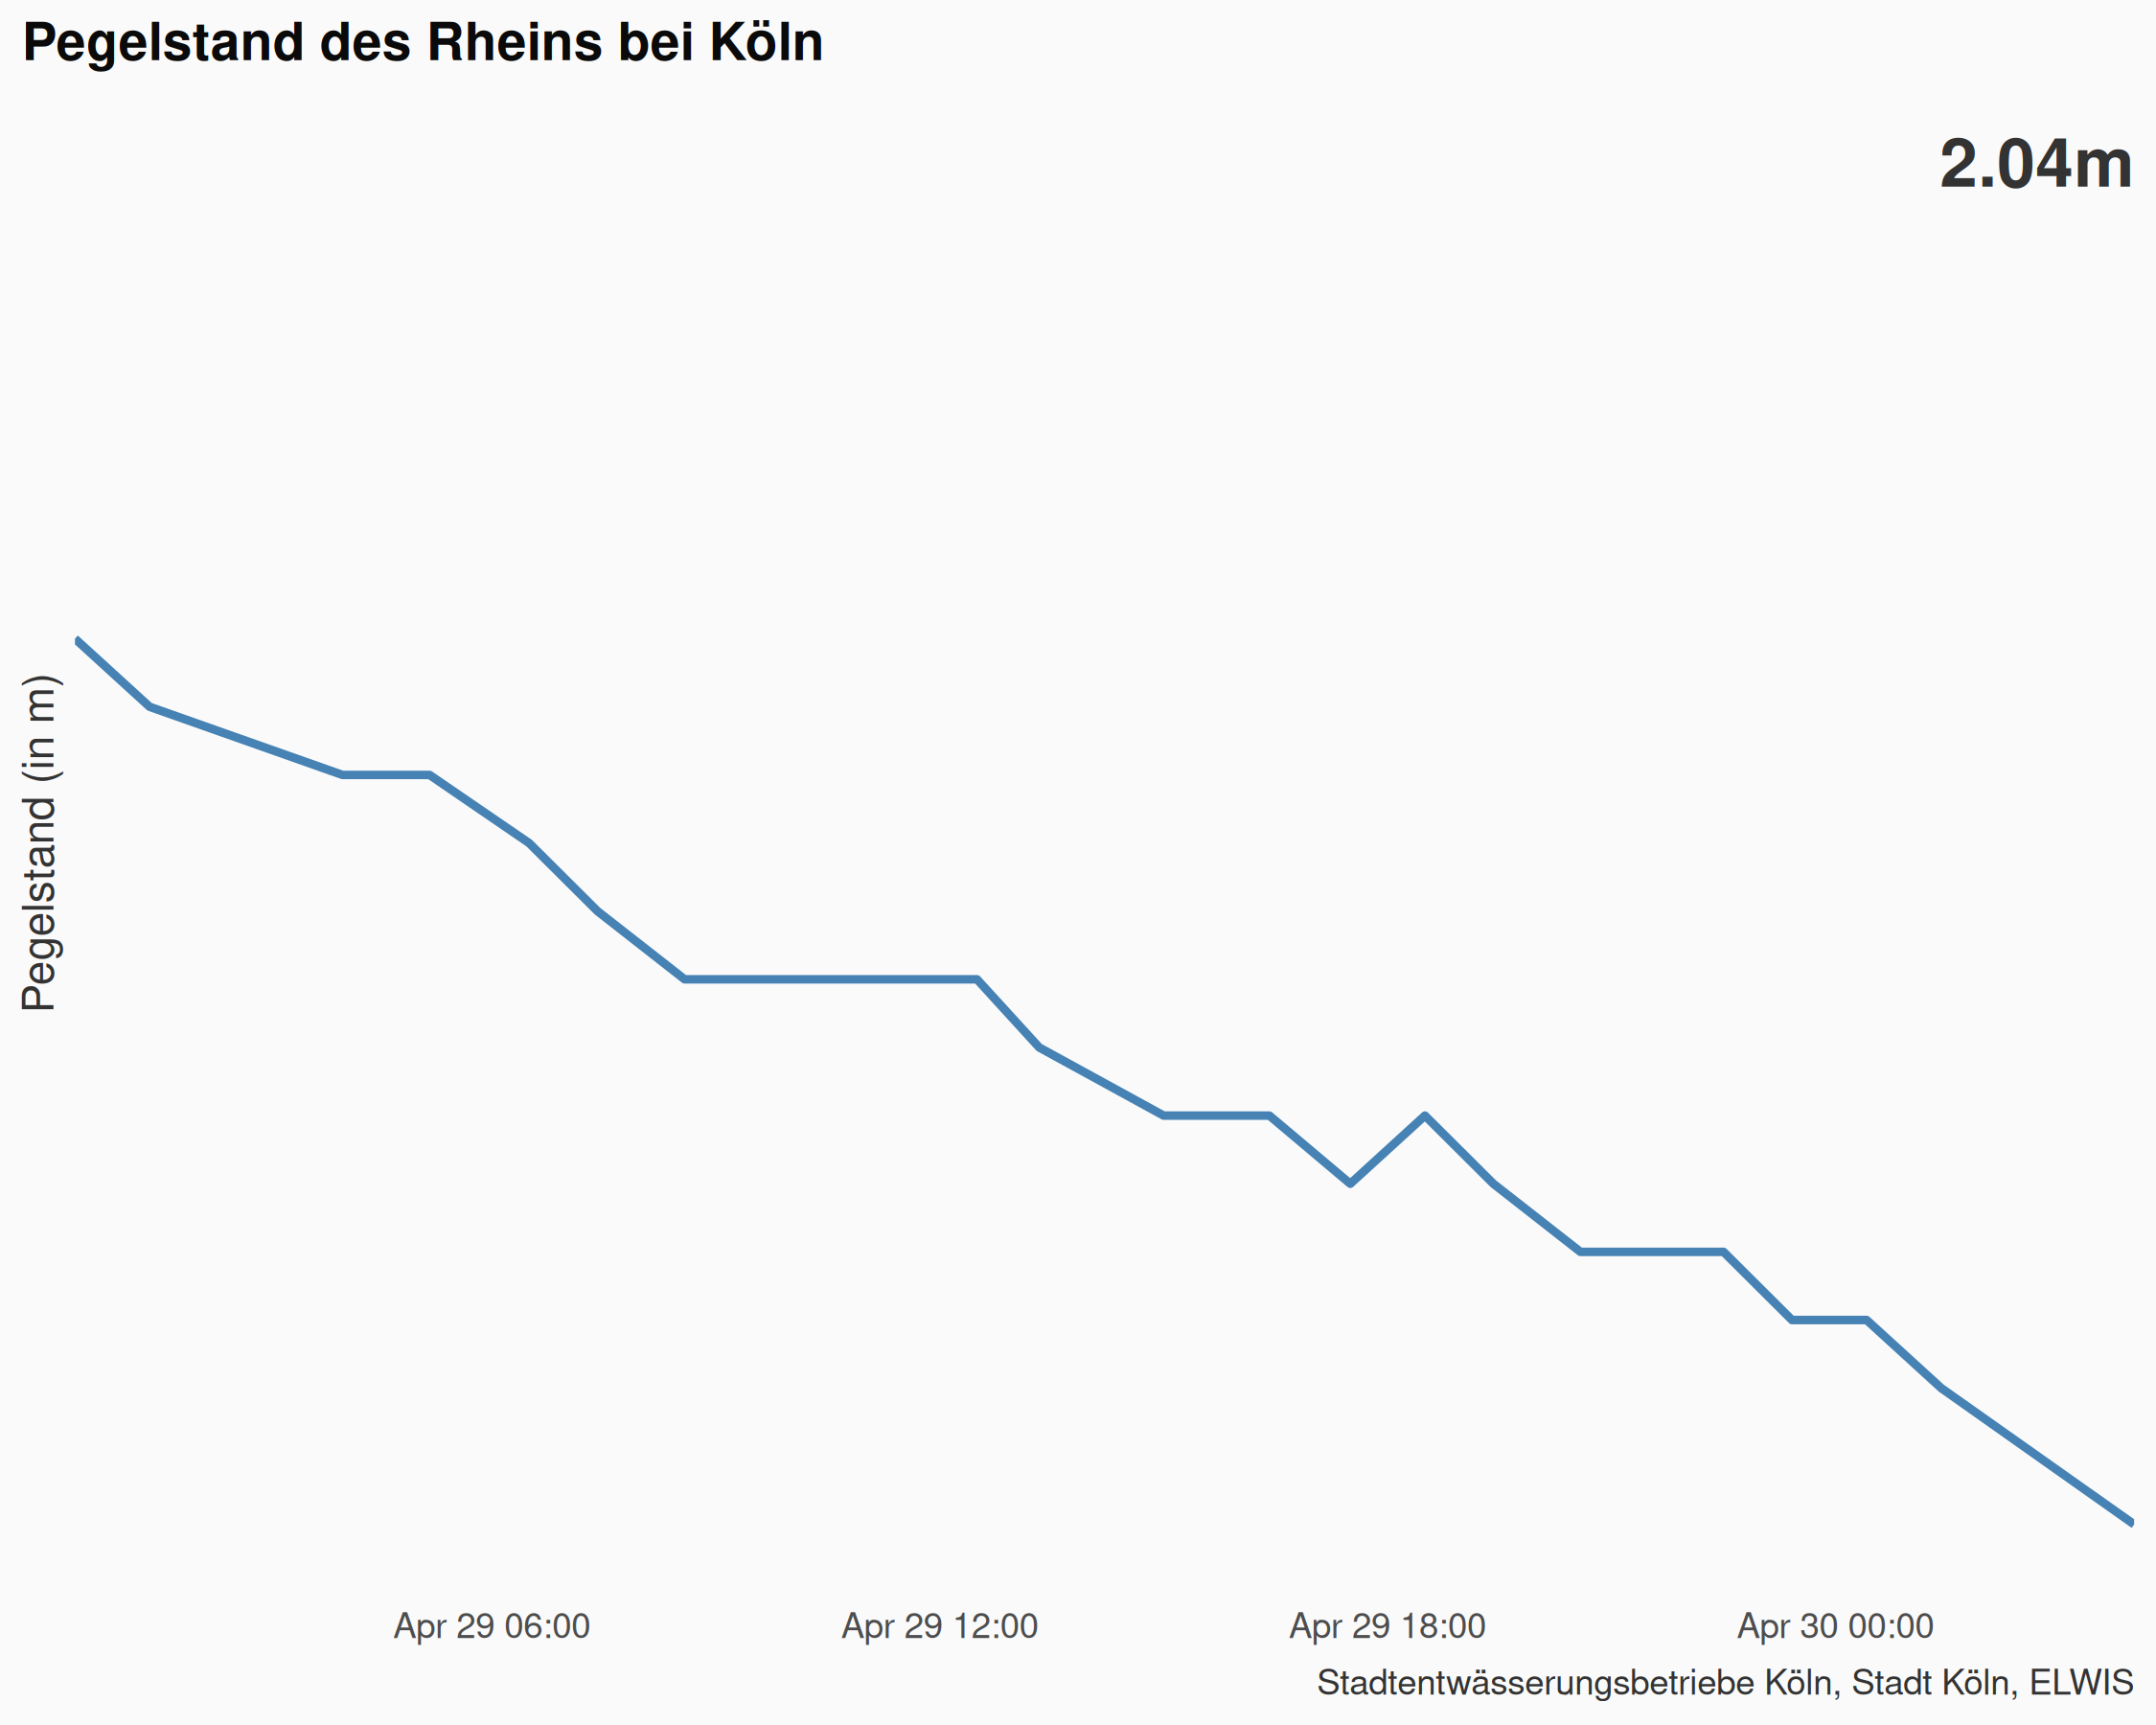 Pegelstand des Rheins bei Köln
2.04m
Pegelstand (in m)
Apr 29 06:00
Apr 29 12:00
Apr 29 18:00
Apr 30 00:00
Stadtentwässerungsbetriebe Köln, Stadt Köln, ELWIS